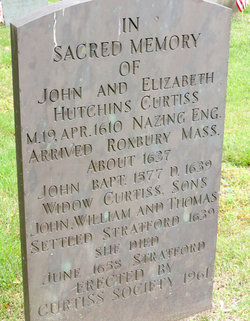 IN
SACRED MEMORY
OF
JOHN AND ELIZABETH
HUTCHINS CURTISS
M.19.APR.1610 NAZING ENG.
ARRIVED ROXBURY MASS.
ABOUT 1637
JOHN BAPT. 1577 D. 1639
WIDOW CURTISS, SONS
JOHN, WILLIAM AND THOMAS
SETTLED STRATFORD 1639
SHE DIED
JUNE 1658 STRATFORD
ERECTED BY
CURTISS SOCIETY 1961